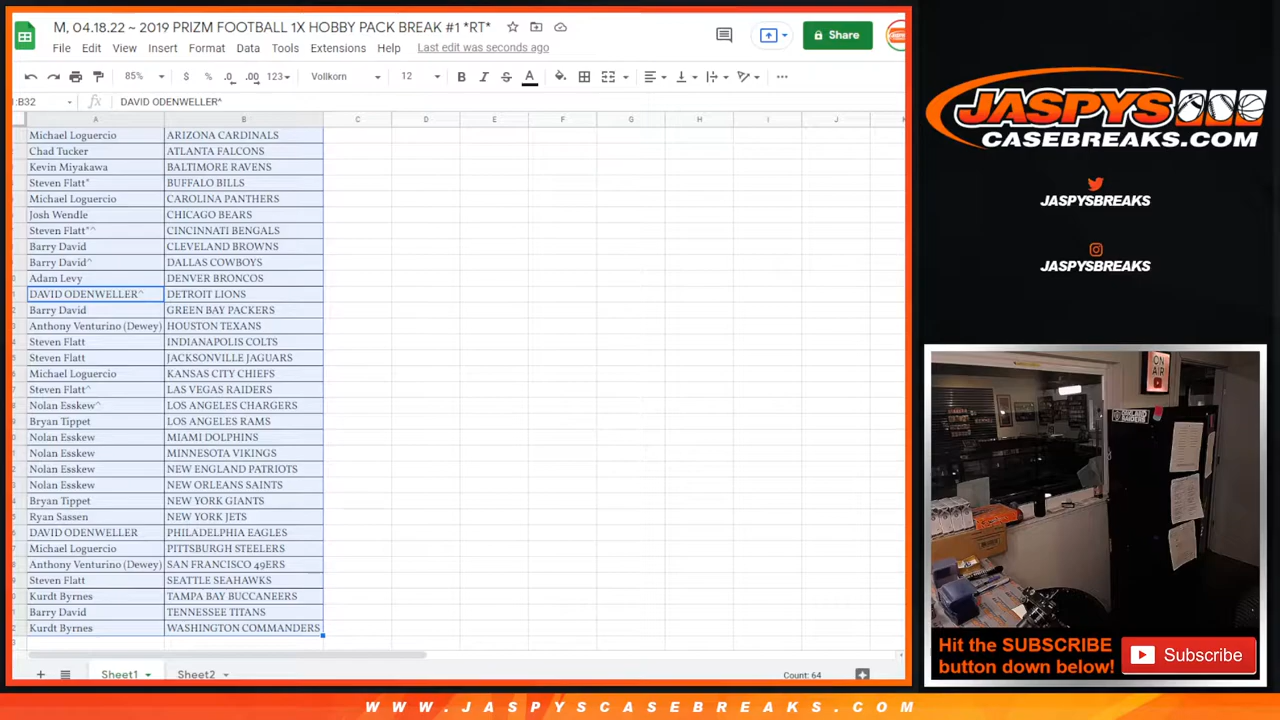 M, 04.18.22 ~ 2019 PRIZM FOOTBALL 1X HOBBY PACK BREAK #1 *RT*
File Edit View Insert Format Data Tools Extensions Help Last edit was seconds ago
Share
85% $ % .0 .00 123 Vollkorn 12 B I S A
:B32 fx DAVID ODENWELLER^
A B C D E F G H I J K
Michael Loguercio ARIZONA CARDINALS
Chad Tucker ATLANTA FALCONS
Kevin Miyakawa BALTIMORE RAVENS
Steven Flatt* BUFFALO BILLS
Michael Loguercio CAROLINA PANTHERS
Josh Wendle CHICAGO BEARS
Steven Flatt*^ CINCINNATI BENGALS
Barry David CLEVELAND BROWNS
Barry David^ DALLAS COWBOYS
Adam Levy DENVER BRONCOS
DAVID ODENWELLER^ DETROIT LIONS
Barry David GREEN BAY PACKERS
Anthony Venturino (Dewey) HOUSTON TEXANS
Steven Flatt INDIANAPOLIS COLTS
Steven Flatt JACKSONVILLE JAGUARS
Michael Loguercio KANSAS CITY CHIEFS
Steven Flatt^ LAS VEGAS RAIDERS
Nolan Esskew^ LOS ANGELES CHARGERS
Bryan Tippet LOS ANGELES RAMS
Nolan Esskew MIAMI DOLPHINS
Nolan Esskew MINNESOTA VIKINGS
Nolan Esskew NEW ENGLAND PATRIOTS
Nolan Esskew NEW ORLEANS SAINTS
Bryan Tippet NEW YORK GIANTS
Ryan Sassen NEW YORK JETS
DAVID ODENWELLER PHILADELPHIA EAGLES
Michael Loguercio PITTSBURGH STEELERS
Anthony Venturino (Dewey) SAN FRANCISCO 49ERS
Steven Flatt SEATTLE SEAHAWKS
Kurdt Byrnes TAMPA BAY BUCCANEERS
Barry David TENNESSEE TITANS
Kurdt Byrnes WASHINGTON COMMANDERS
Sheet1 Sheet2 Count: 64
JASPYS
CASEBREAKS.COM
JASPYSBREAKS
JASPYSBREAKS
ON
AIR
Hit the SUBSCRIBE
button down below!
Subscribe
WWW.JASPYSCASEBREAKS.COM